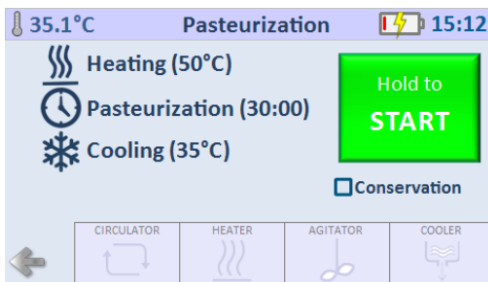 35.1°C Pasteurization 15:12
Heating (50°C)
Pasteurization (30:00)
Cooling (35°C)
Hold to
START
Conservation
CIRCULATOR HEATER AGITATOR COOLER